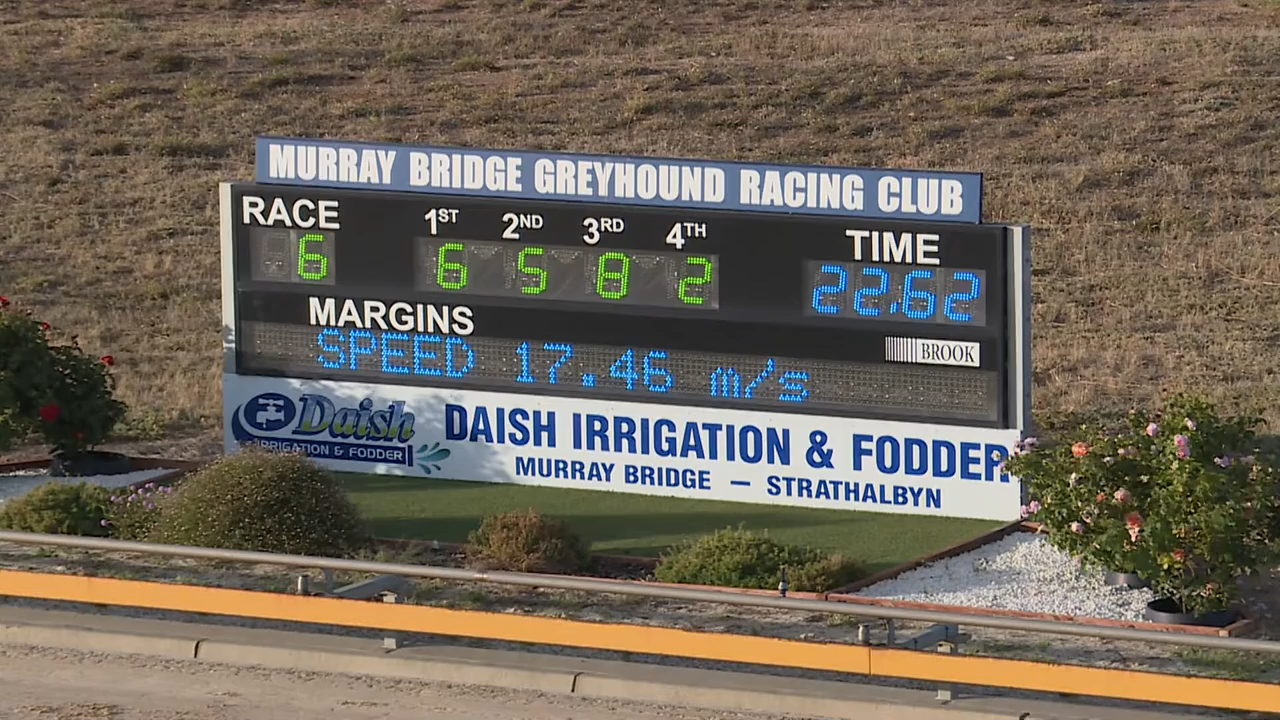 MURRAY BRIDGE GREYHOUND RACING CLUB
RACE 1ST 2ND 3RD 4TH TIME
6 6 5 8 2 22.62
MARGINS
BROOK
SPEED 17.46 m/s
Daish
IRRIGATION & FODDER
DAISH IRRIGATION & FODDER
MURRAY BRIDGE — STRATHALBYN